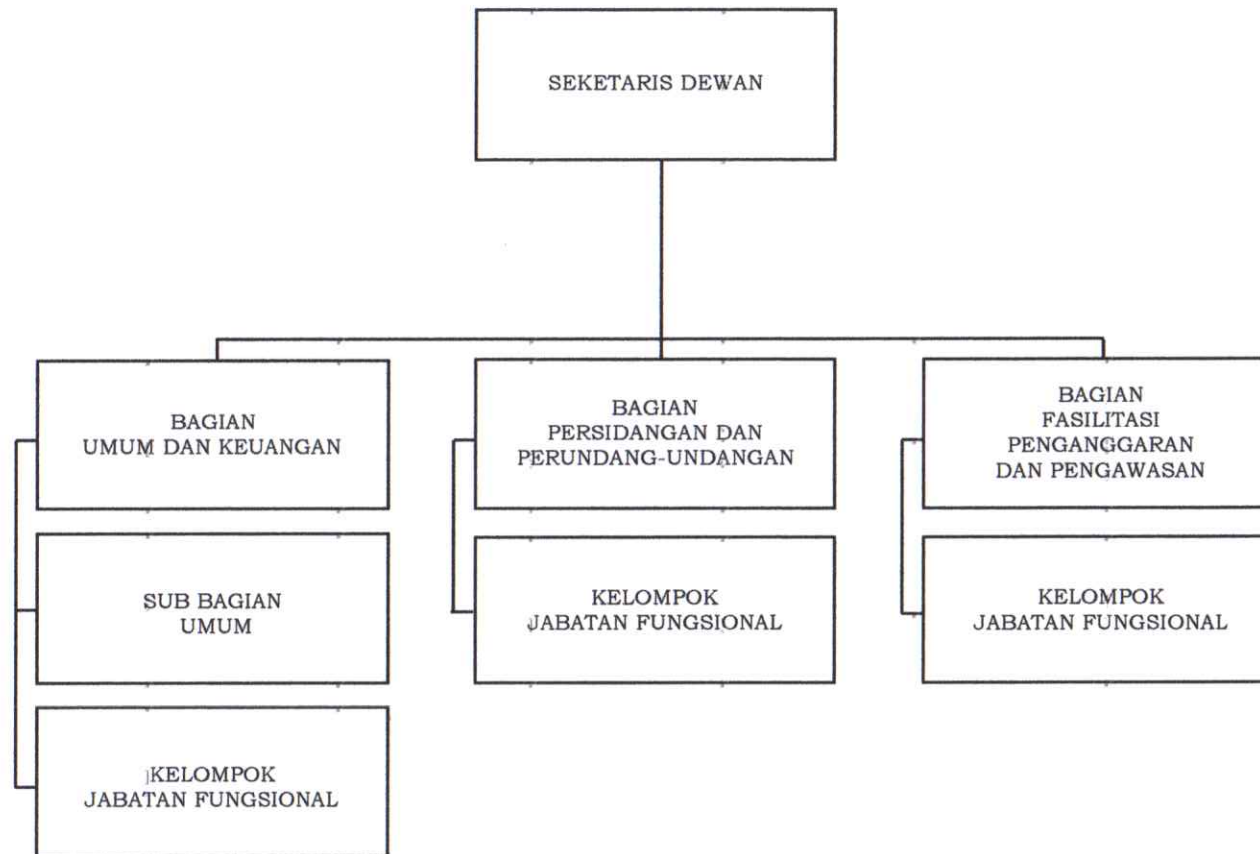 SEKETARIS DEWAN
BAGIAN
UMUM DAN KEUANGAN
SUB BAGIAN
UMUM
KELOMPOK
JABATAN FUNGSIONAL
BAGIAN
PERSIDANGAN DAN
PERUNDANG-UNDANGAN
KELOMPOK
JABATAN FUNGSIONAL
BAGIAN
FASILITASI
PENGANGGARAN
DAN PENGAWASAN
KELOMPOK
JABATAN FUNGSIONAL